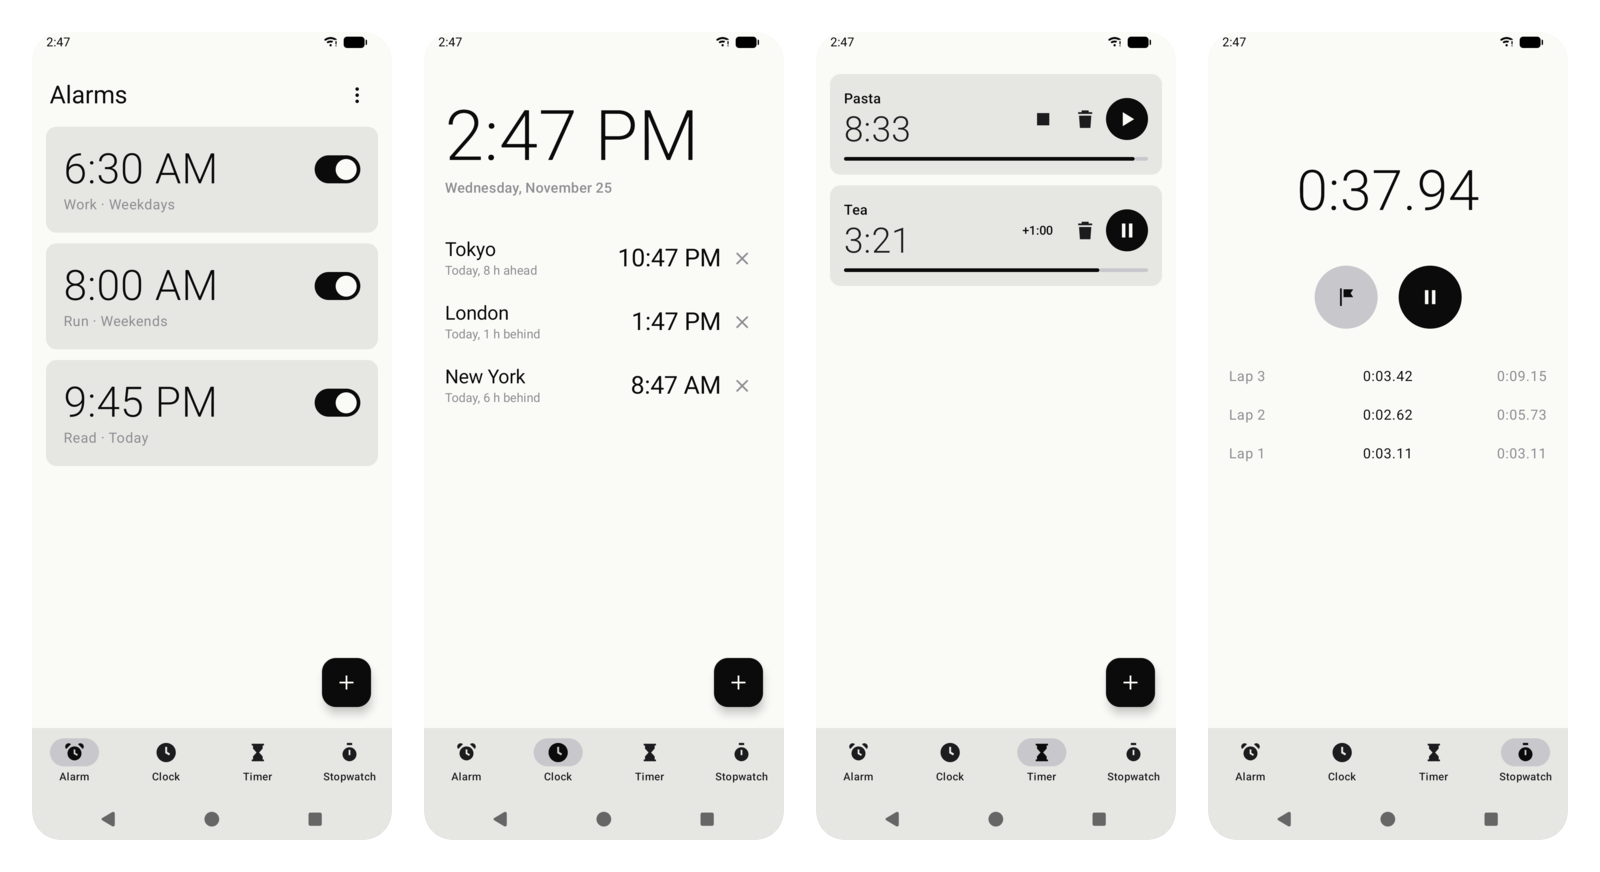 2:47
Alarms
6:30 AM
Work · Weekdays
8:00 AM
Run · Weekends
9:45 PM
Read · Today
Alarm
Clock
Timer
Stopwatch
2:47
2:47 PM
Wednesday, November 25
Tokyo
Today, 8 h ahead
10:47 PM
London
Today, 1 h behind
1:47 PM
New York
Today, 6 h behind
8:47 AM
Alarm
Clock
Timer
Stopwatch
2:47
Pasta
8:33
Tea
3:21
+1:00
Alarm
Clock
Timer
Stopwatch
2:47
0:37.94
Lap 3 0:03.42 0:09.15
Lap 2 0:02.62 0:05.73
Lap 1 0:03.11 0:03.11
Alarm
Clock
Timer
Stopwatch